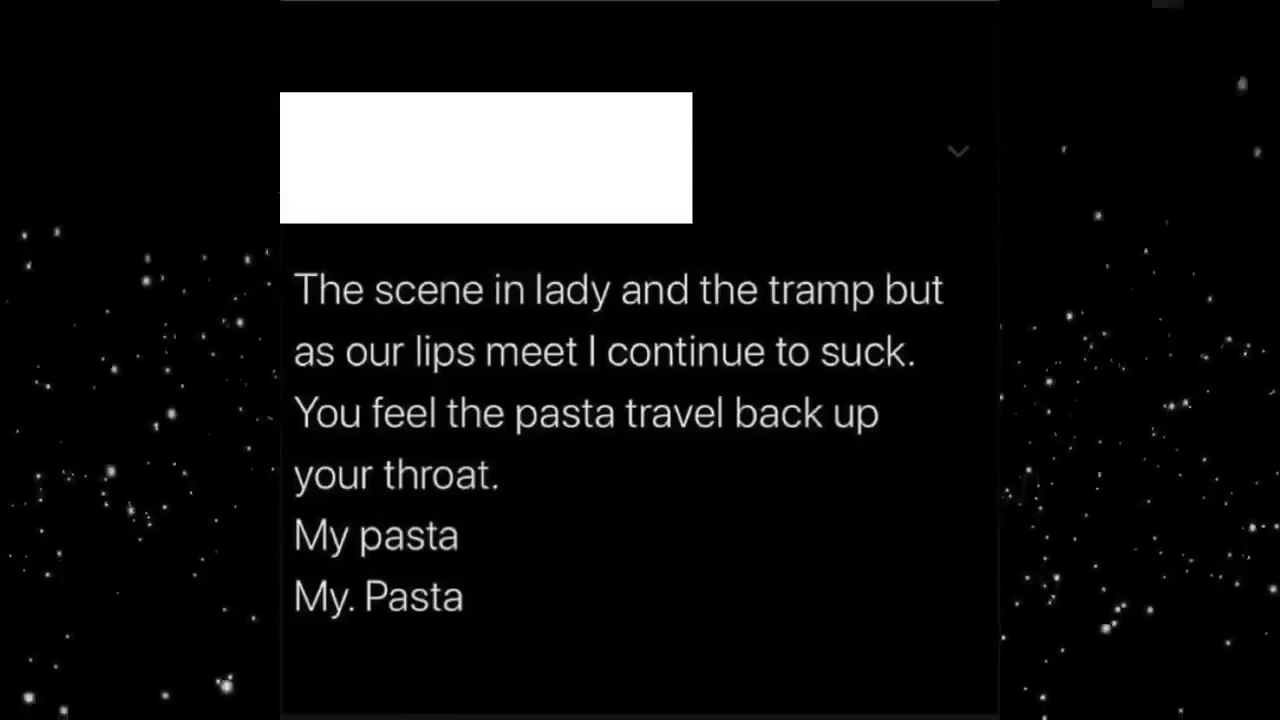 The scene in lady and the tramp but
as our lips meet I continue to suck.
You feel the pasta travel back up
your throat.
My pasta
My. Pasta